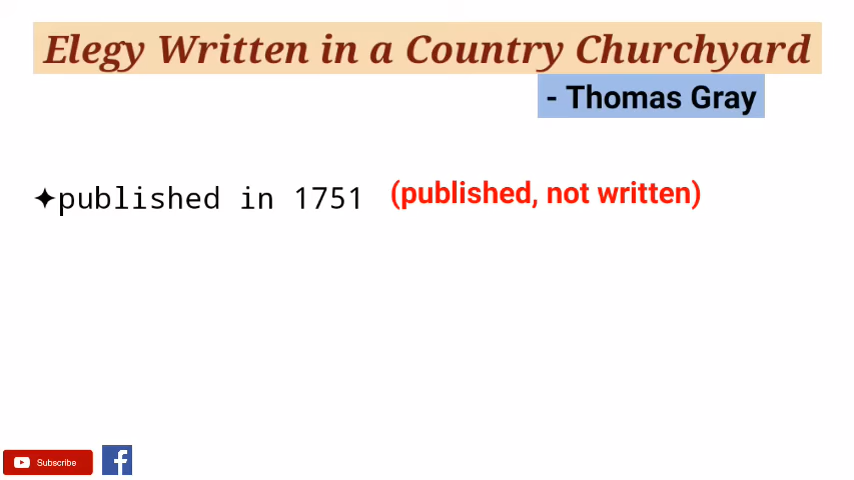 Elegy Written in a Country Churchyard
- Thomas Gray
✦published in 1751 (published, not written)
Subscribe f